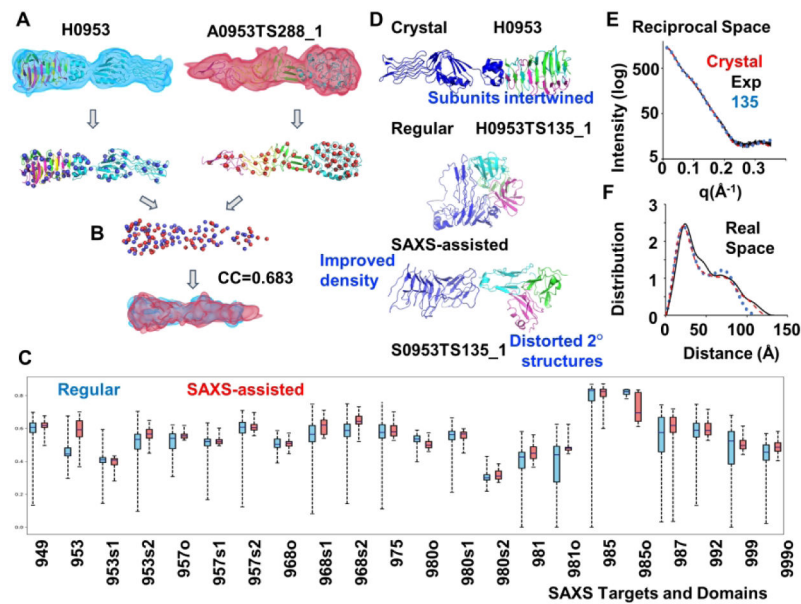 A
H0953
A0953TS288_1
B
CC=0.683
D
Crystal
H0953
Subunits intertwined
Regular
H0953TS135_1
SAXS-assisted
Improved
density
S0953TS135_1
Distorted 2°
structures
E
Reciprocal Space
Crystal
Exp
135
Intensity (log)
500
50
5
0
0.1
0.2
0.3
q(Å⁻¹)
F
Real
Space
Distribution
3
2
1
0
0
50
100
150
Distance (Å)
C
Regular
SAXS-assisted
0.8
0.6
0.4
0.2
0.0
949
953
953s1
953s2
957o
957s1
957s2
968o
968s1
968s2
975
980o
980s1
980s2
981
981o
985
985o
987
992
999
999o
SAXS Targets and Domains